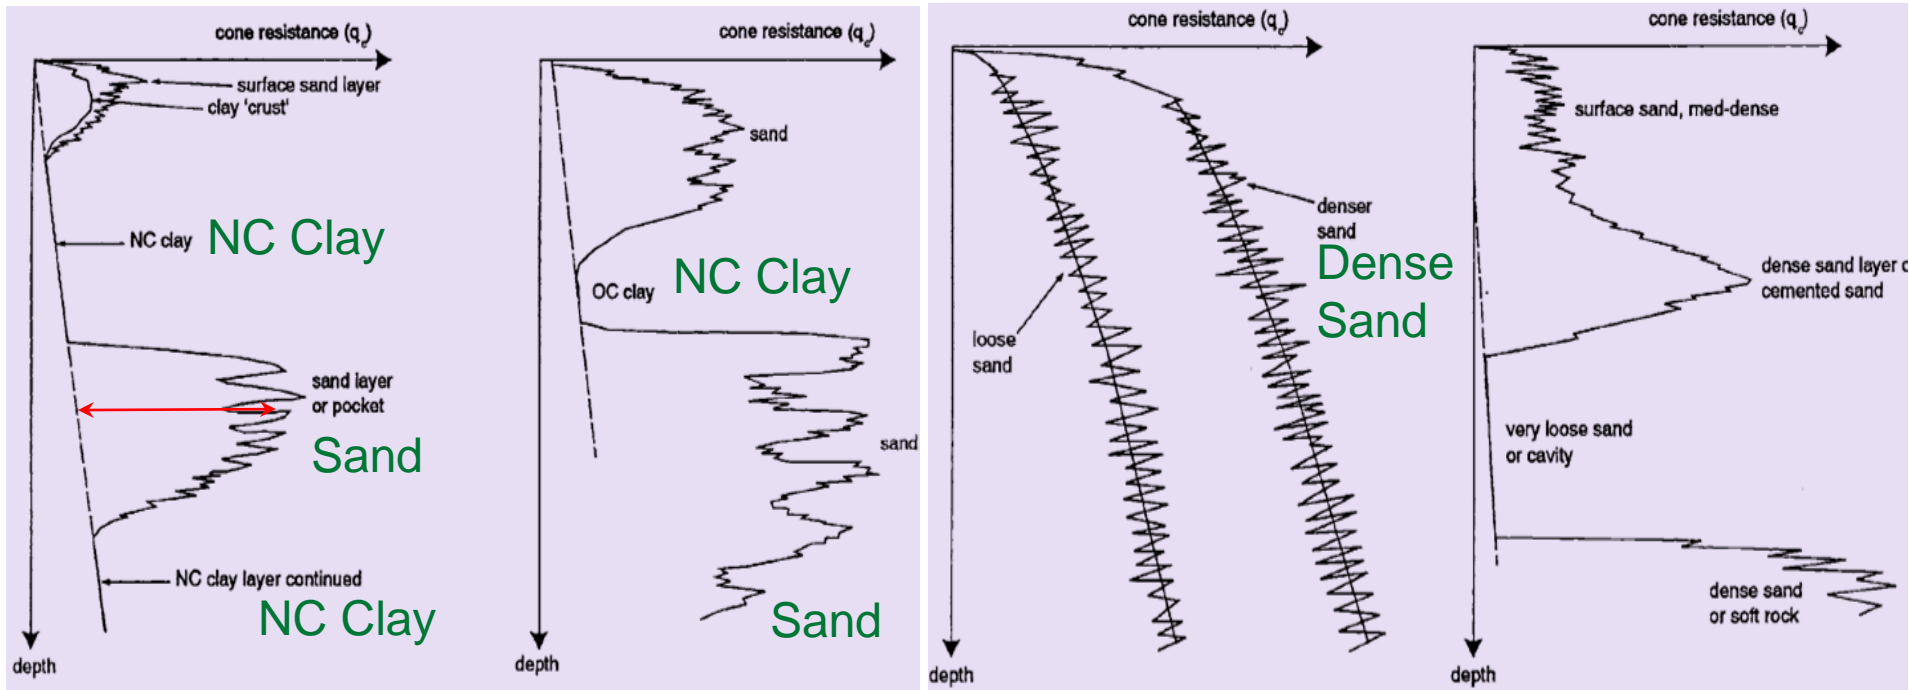 cone resistance (qc)
surface sand layer
clay 'crust'
NC clay
NC Clay
sand layer
or pocket
Sand
NC clay layer continued
NC Clay
depth
cone resistance (qc)
sand
OC clay
NC Clay
sand
Sand
depth
cone resistance (qc)
denser
sand
Dense
Sand
loose
sand
depth
cone resistance (qc)
surface sand, med-dense
dense sand layer
cemented sand
very loose sand
or cavity
dense sand
or soft rock
depth